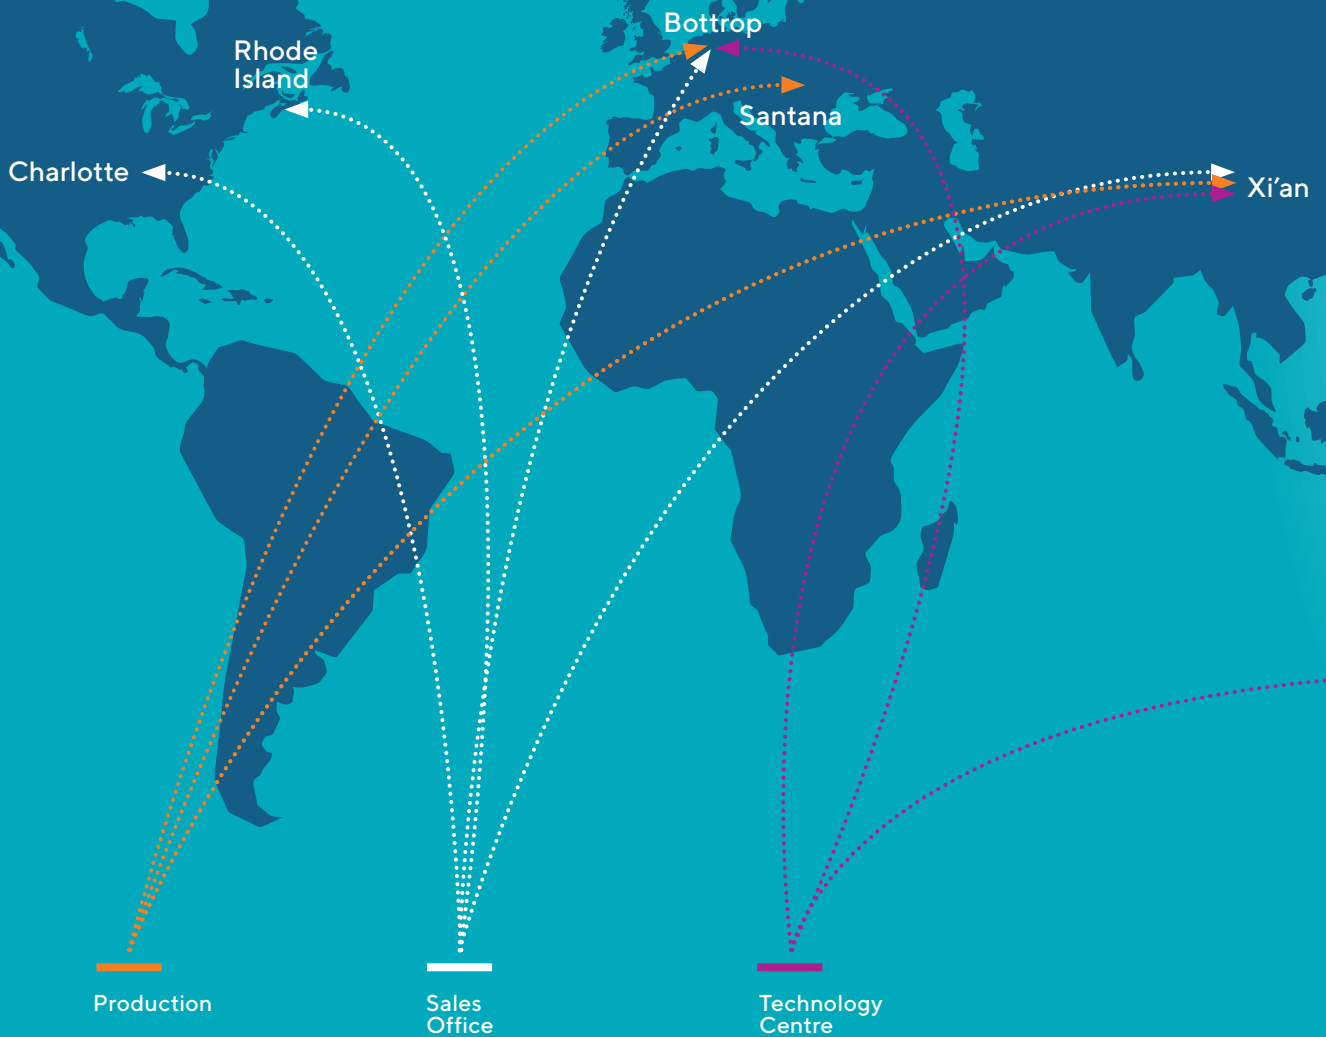 Bottrop
Rhode
Island
Santana
Charlotte
Xi’an
Production
Sales
Office
Technology
Centre